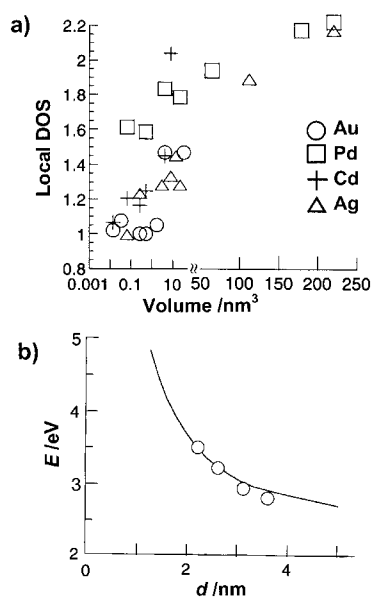 a)
2.2
2
1.8
1.6
1.4
1.2
1
0.8
Local DOS
Au
Pd
Cd
Ag
0.001 0.1 10 50 100 150 200 250
Volume /nm³
b)
5
4
3
2
E /eV
0 2 4
d /nm